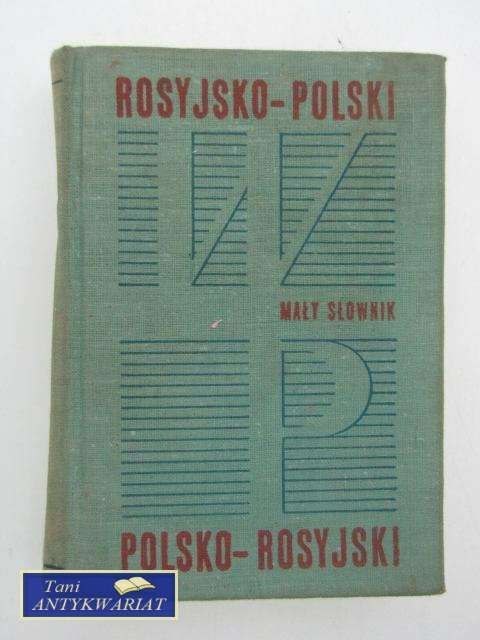 ROSYJSKO-POLSKI
MAŁY SŁOWNIK
POLSKO-ROSYJSKI
Tani
ANTYKWARIAT